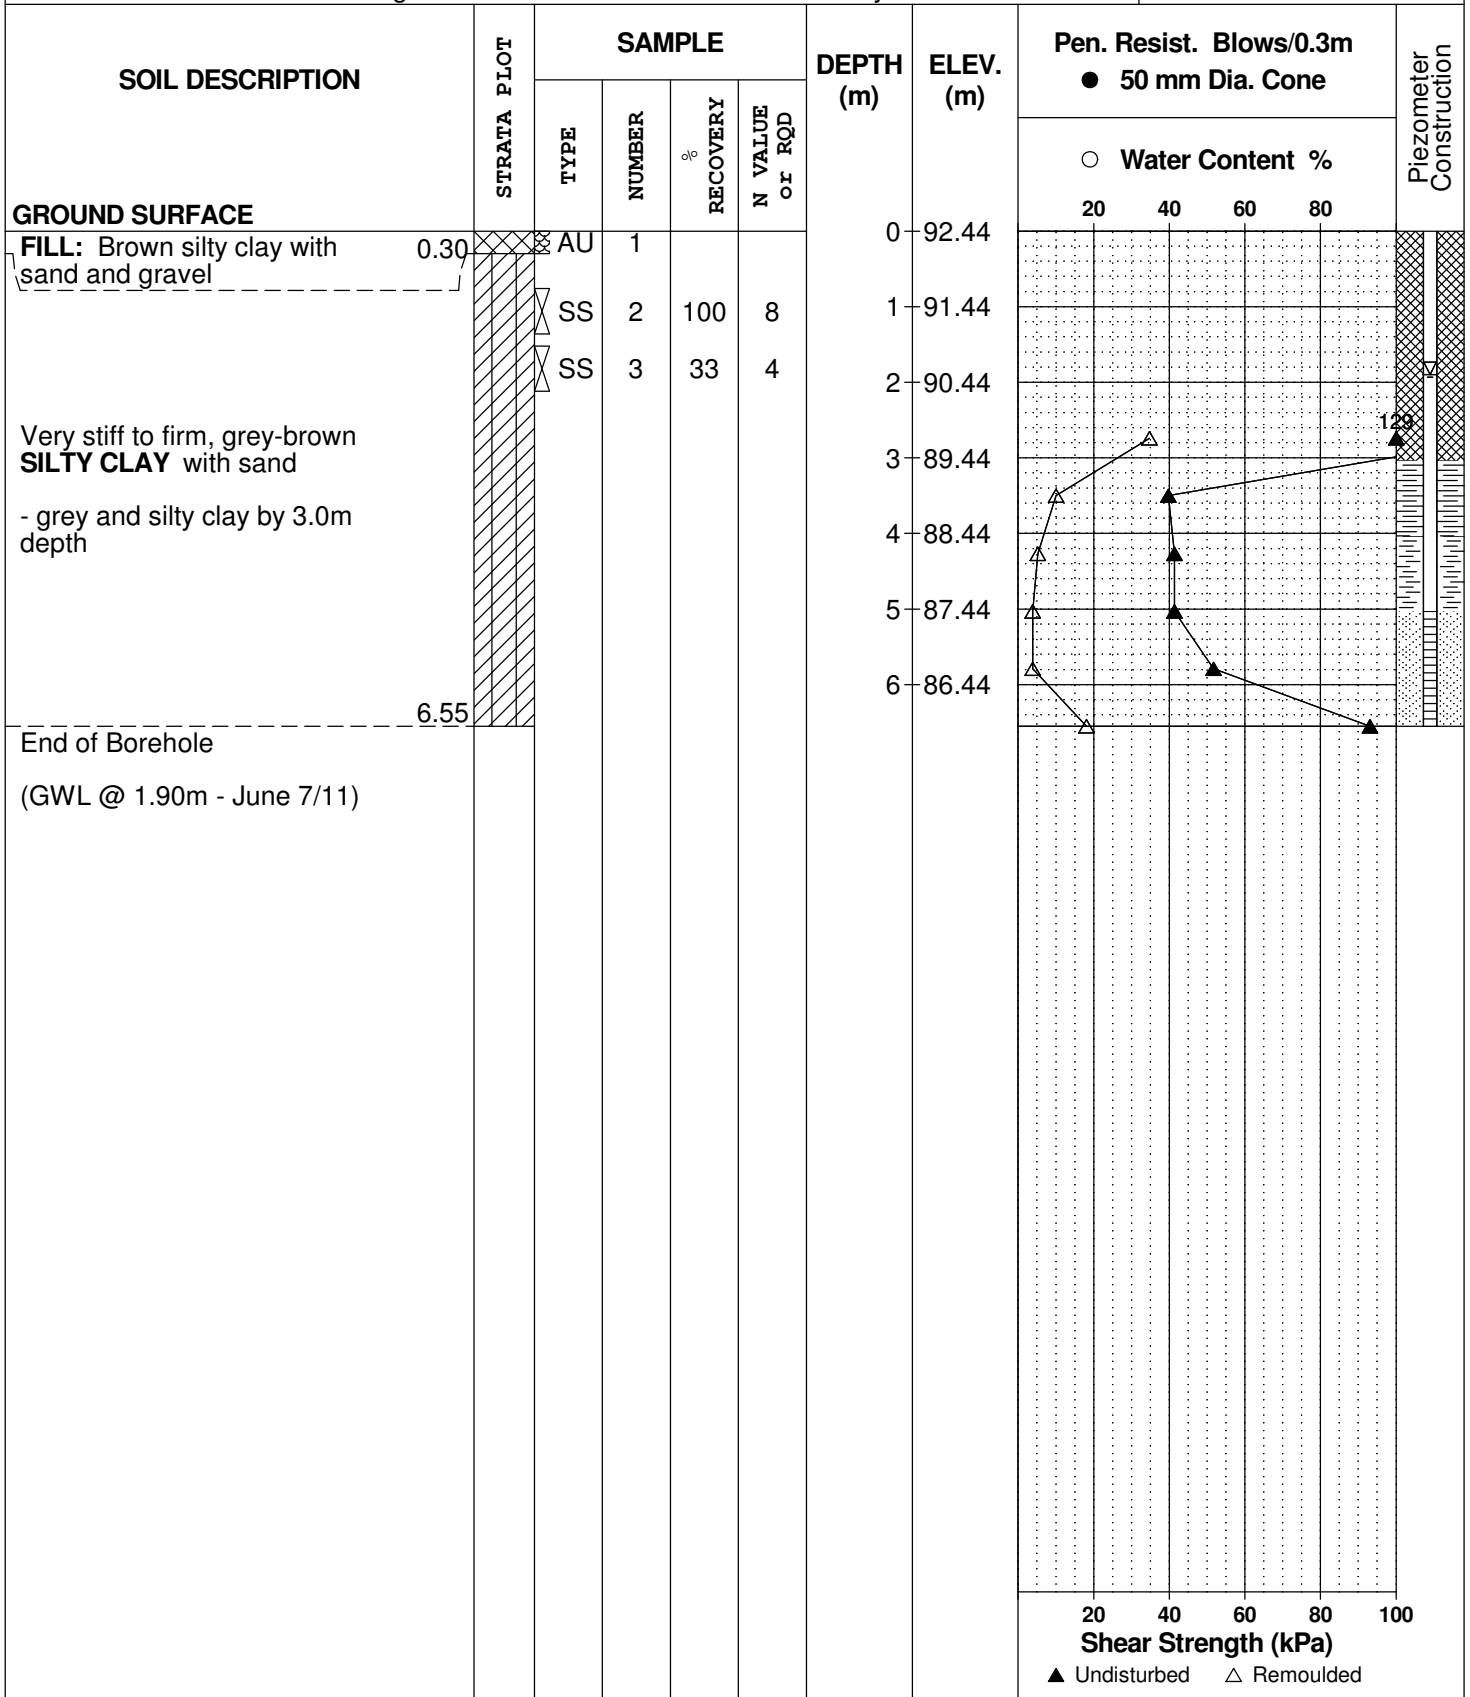 SOIL DESCRIPTION
STRATA PLOT
SAMPLE
TYPE
NUMBER
%
RECOVERY
N VALUE
or RQD
DEPTH
(m)
ELEV.
(m)
Pen. Resist. Blows/0.3m
● 50 mm Dia. Cone
○ Water Content %
20 40 60 80
Piezometer
Construction
GROUND SURFACE
FILL: Brown silty clay with
sand and gravel
0.30
AU 1
0 92.44
SS 2 100 8
1 91.44
SS 3 33 4
2 90.44
129
Very stiff to firm, grey-brown
SILTY CLAY with sand
3 89.44
- grey and silty clay by 3.0m
depth
4 88.44
5 87.44
6 86.44
6.55
End of Borehole
(GWL @ 1.90m - June 7/11)
20 40 60 80 100
Shear Strength (kPa)
▲ Undisturbed △ Remoulded